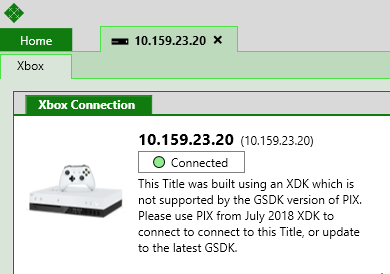 Home
10.159.23.20 ×
Xbox
Xbox Connection
10.159.23.20 (10.159.23.20)
Connected
This Title was built using an XDK which is
not supported by the GSDK version of PIX.
Please use PIX from July 2018 XDK to
connect to connect to this Title, or update
to the latest GSDK.